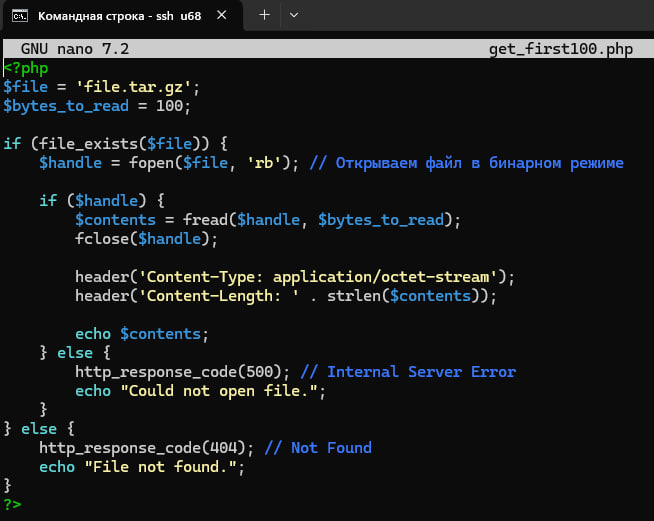 Командная строка - ssh u68
GNU nano 7.2 get_first100.php
<?php
$file = 'file.tar.gz';
$bytes_to_read = 100;

if (file_exists($file)) {
    $handle = fopen($file, 'rb'); // Открываем файл в бинарном режиме

    if ($handle) {
        $contents = fread($handle, $bytes_to_read);
        fclose($handle);

        header('Content-Type: application/octet-stream');
        header('Content-Length: ' . strlen($contents));

        echo $contents;
    } else {
        http_response_code(500); // Internal Server Error
        echo "Could not open file.";
    }
} else {
    http_response_code(404); // Not Found
    echo "File not found.";
}
?>